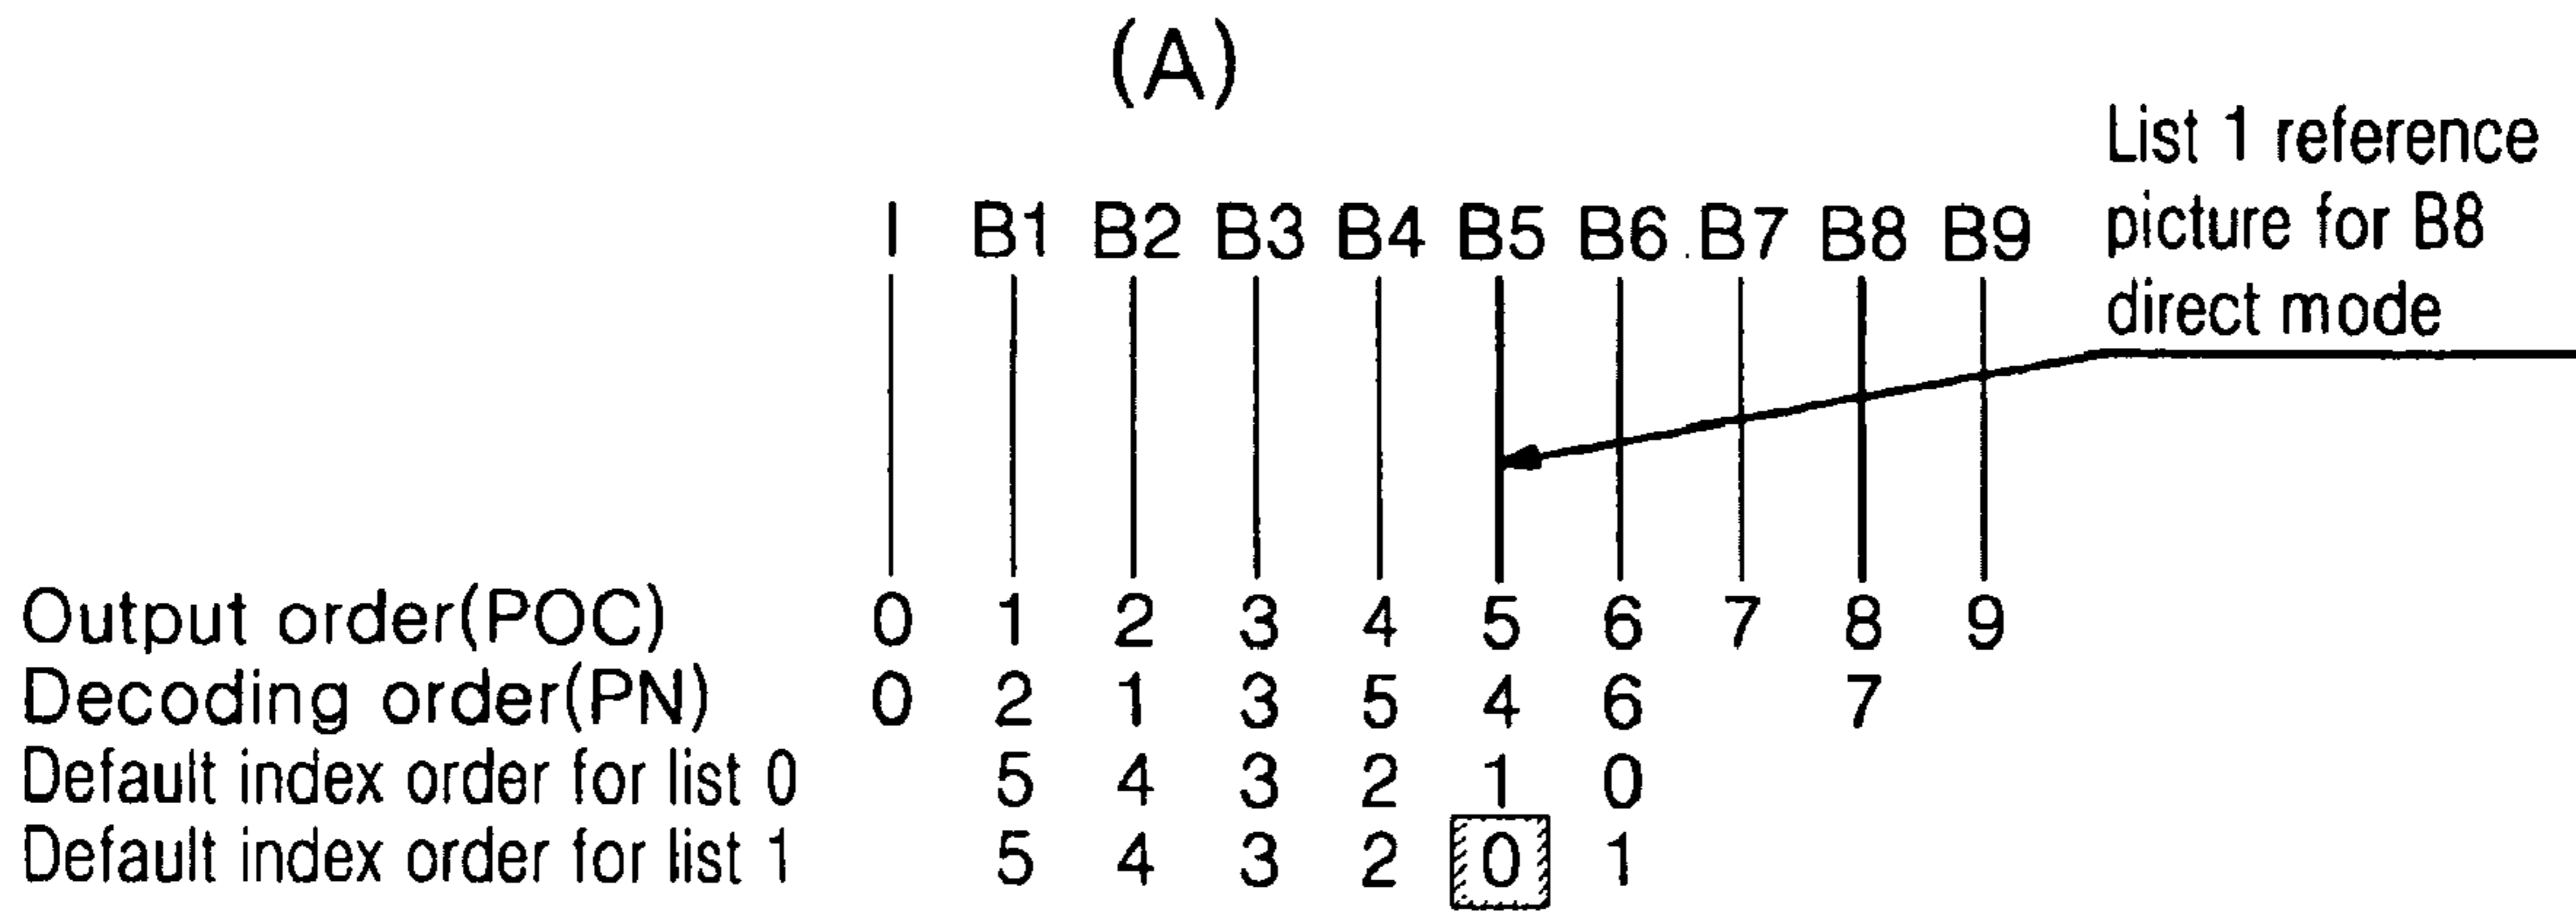 (A)
List 1 reference
picture for B8
direct mode
I B1 B2 B3 B4 B5 B6 B7 B8 B9
Output order(POC) 0 1 2 3 4 5 6 7 8 9
Decoding order(PN) 0 2 1 3 5 4 6 7
Default index order for list 0 5 4 3 2 1 0
Default index order for list 1 5 4 3 2 0 1